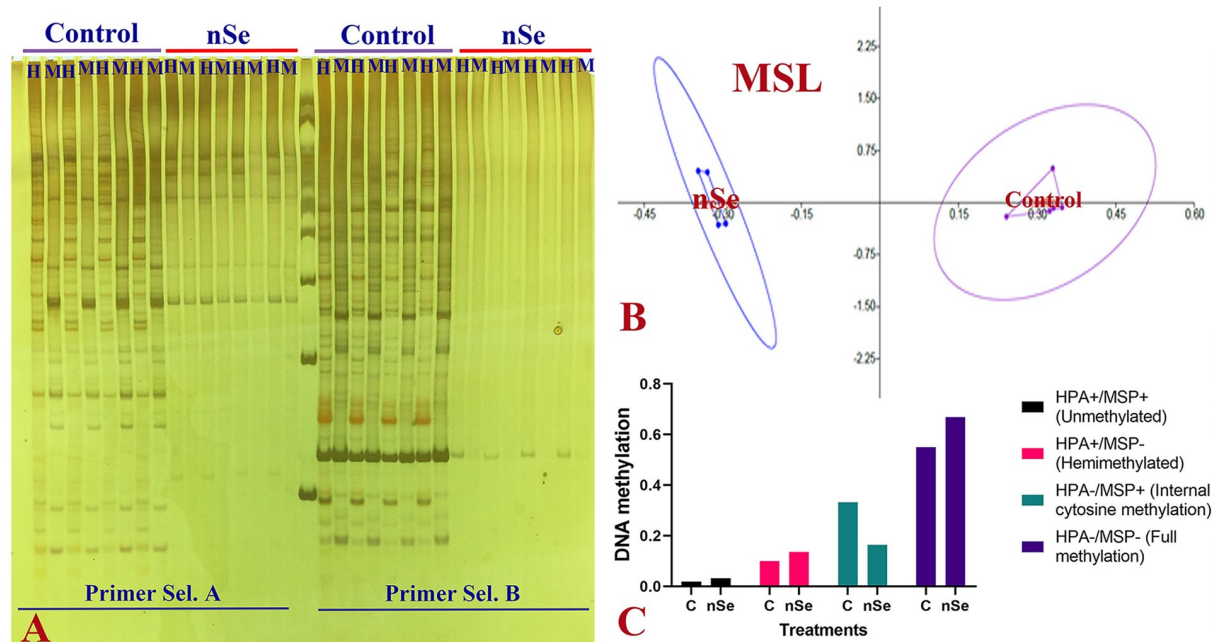 Control nSe Control nSe
H M H M H M H M H M H M H M H M H M H M H M H M H M H M H M H M
Primer Sel. A Primer Sel. B
A
MSL
2.25
1.50
0.75
nSe Control
-0.45 -0.30 -0.15 0.15 0.30 0.45 0.60
-0.75
-1.50
-2.25
B
0.8
0.6
0.4
0.2
0.0
DNA methylation
C nSe C nSe C nSe C nSe
Treatments
HPA+/MSP+
(Unmethylated)
HPA+/MSP-
(Hemimethylated)
HPA-/MSP+ (Internal
cytosine methylation)
HPA-/MSP- (Full
methylation)
C